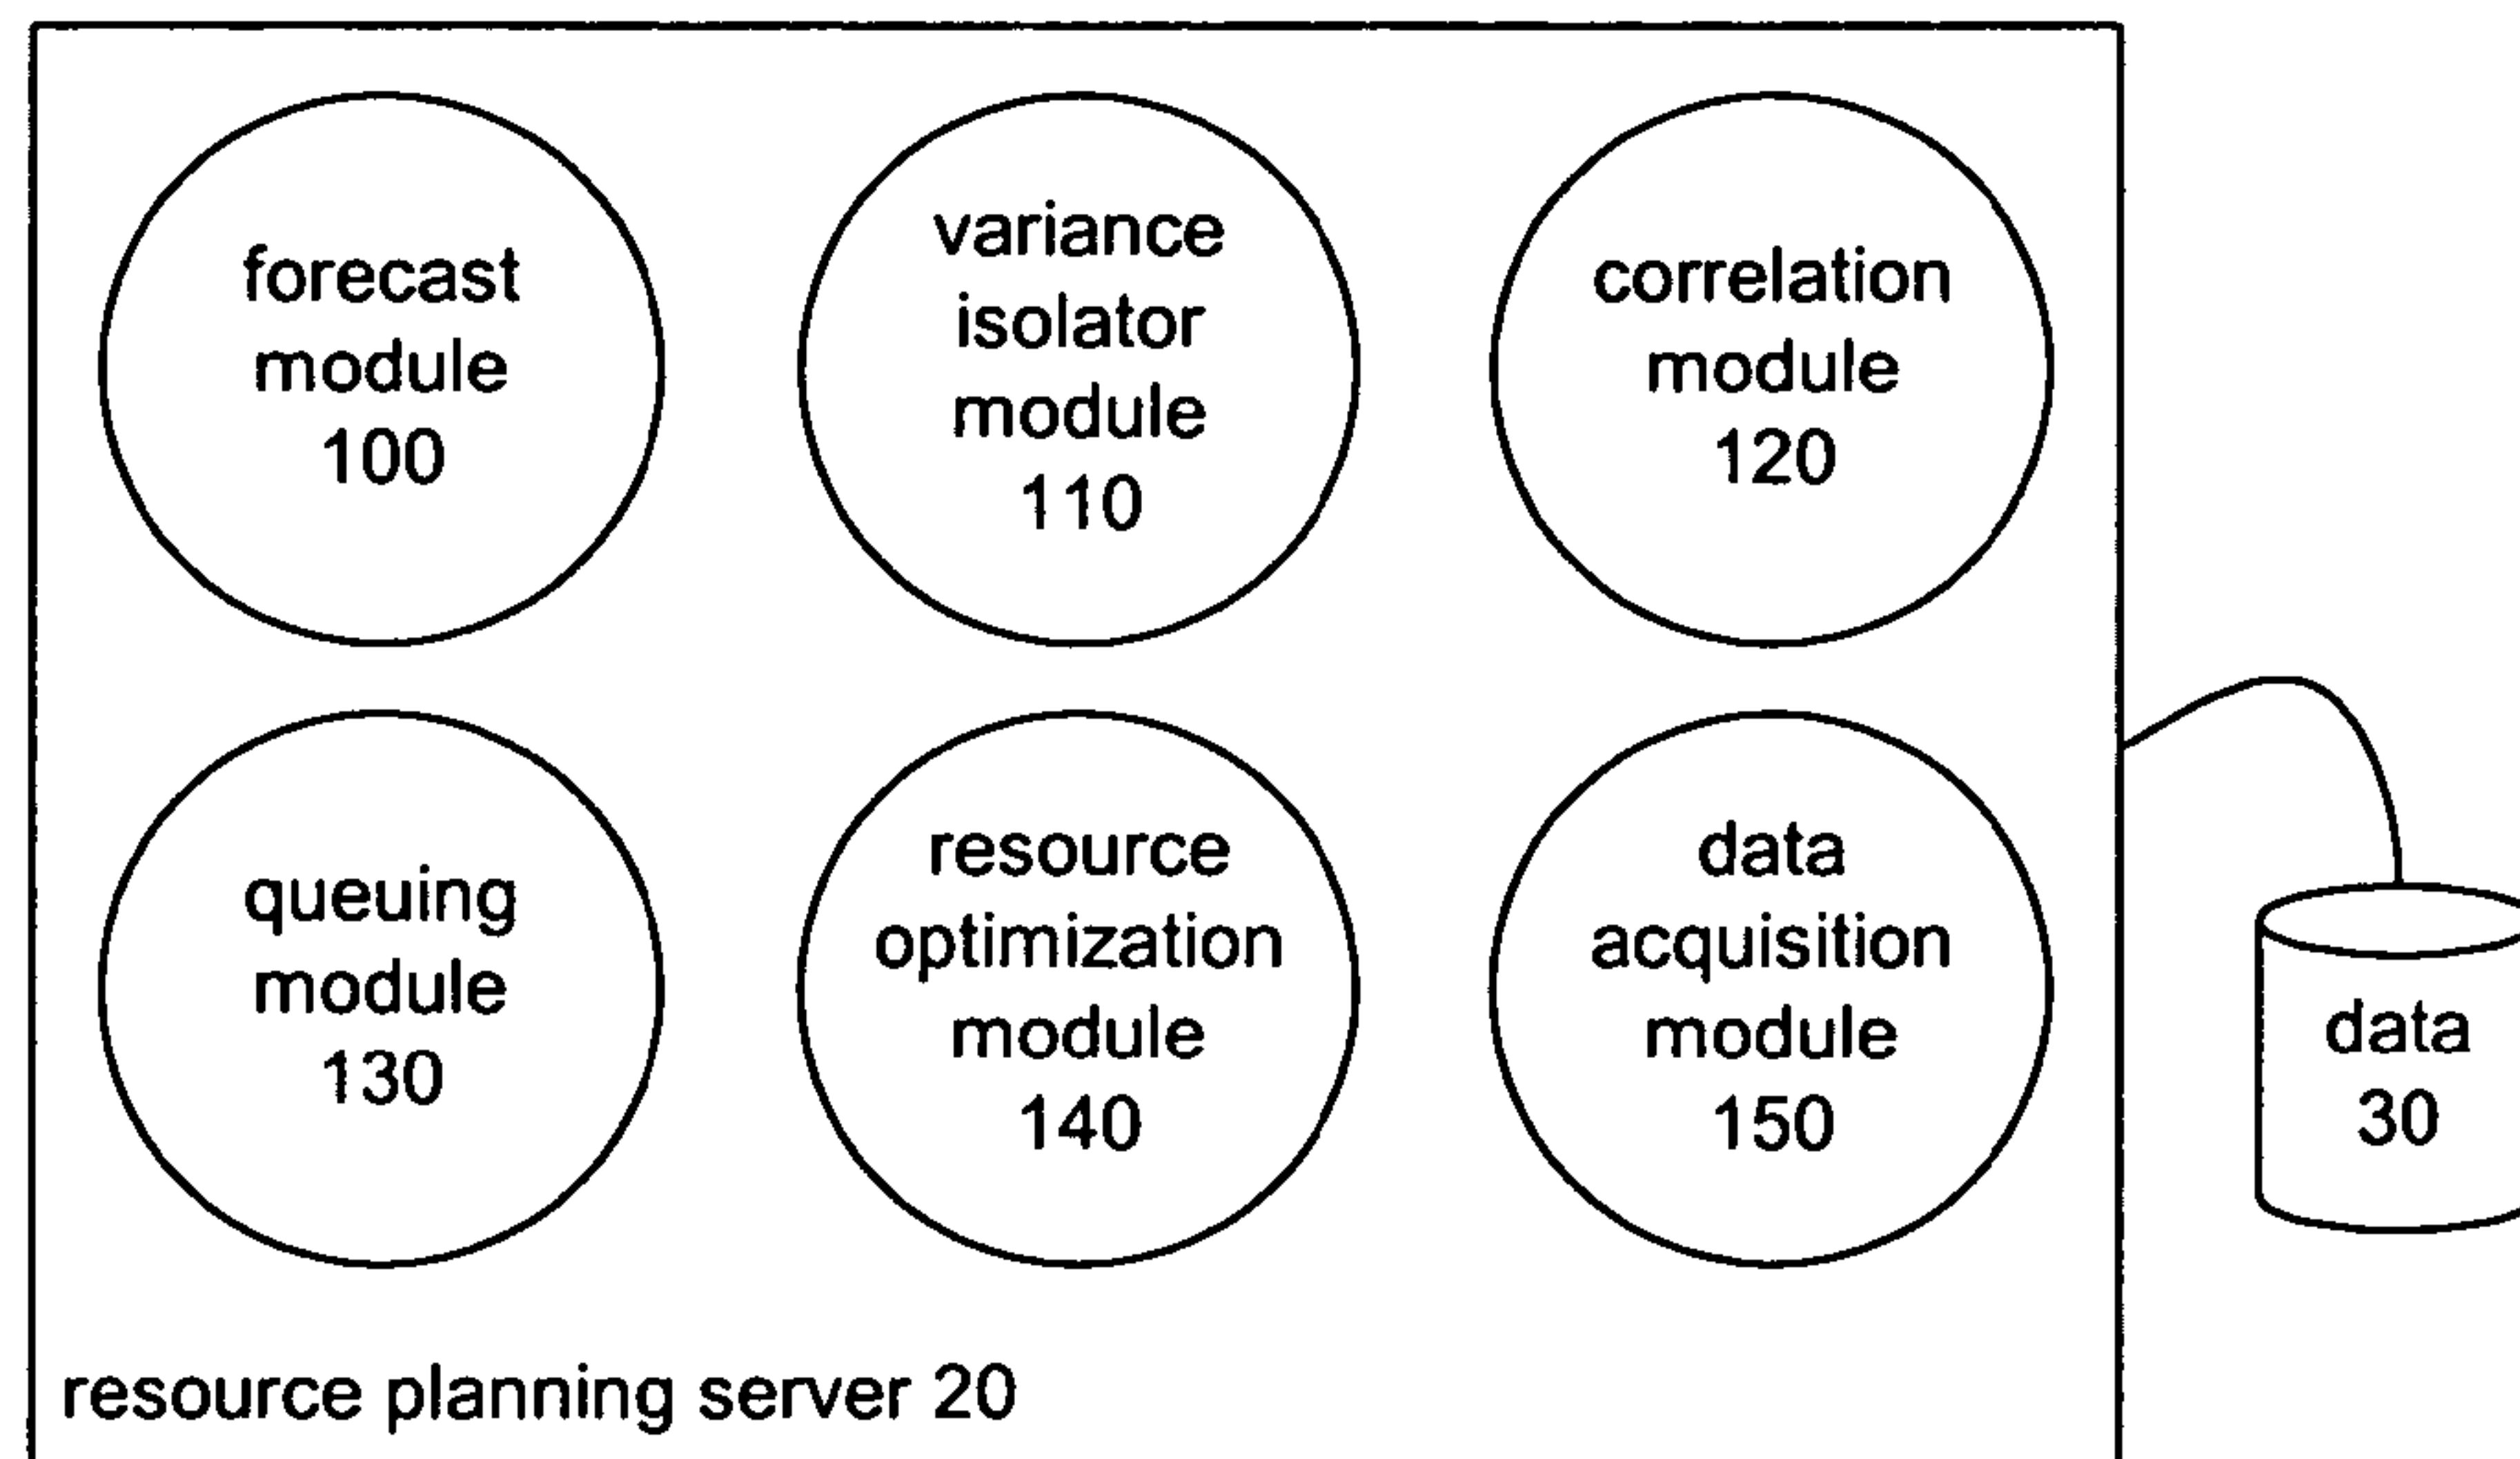 forecast
module
100
variance
isolator
module
110
correlation
module
120
queuing
module
130
resource
optimization
module
140
data
acquisition
module
150
data
30
resource planning server 20